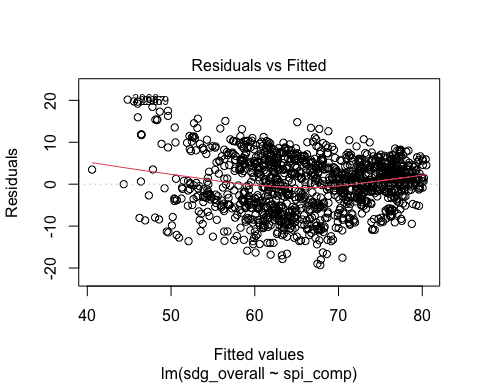 Residuals vs Fitted
Residuals
20
10
0
-10
-20
40
50
60
70
80
Fitted values
lm(sdg_overall ~ spi_comp)